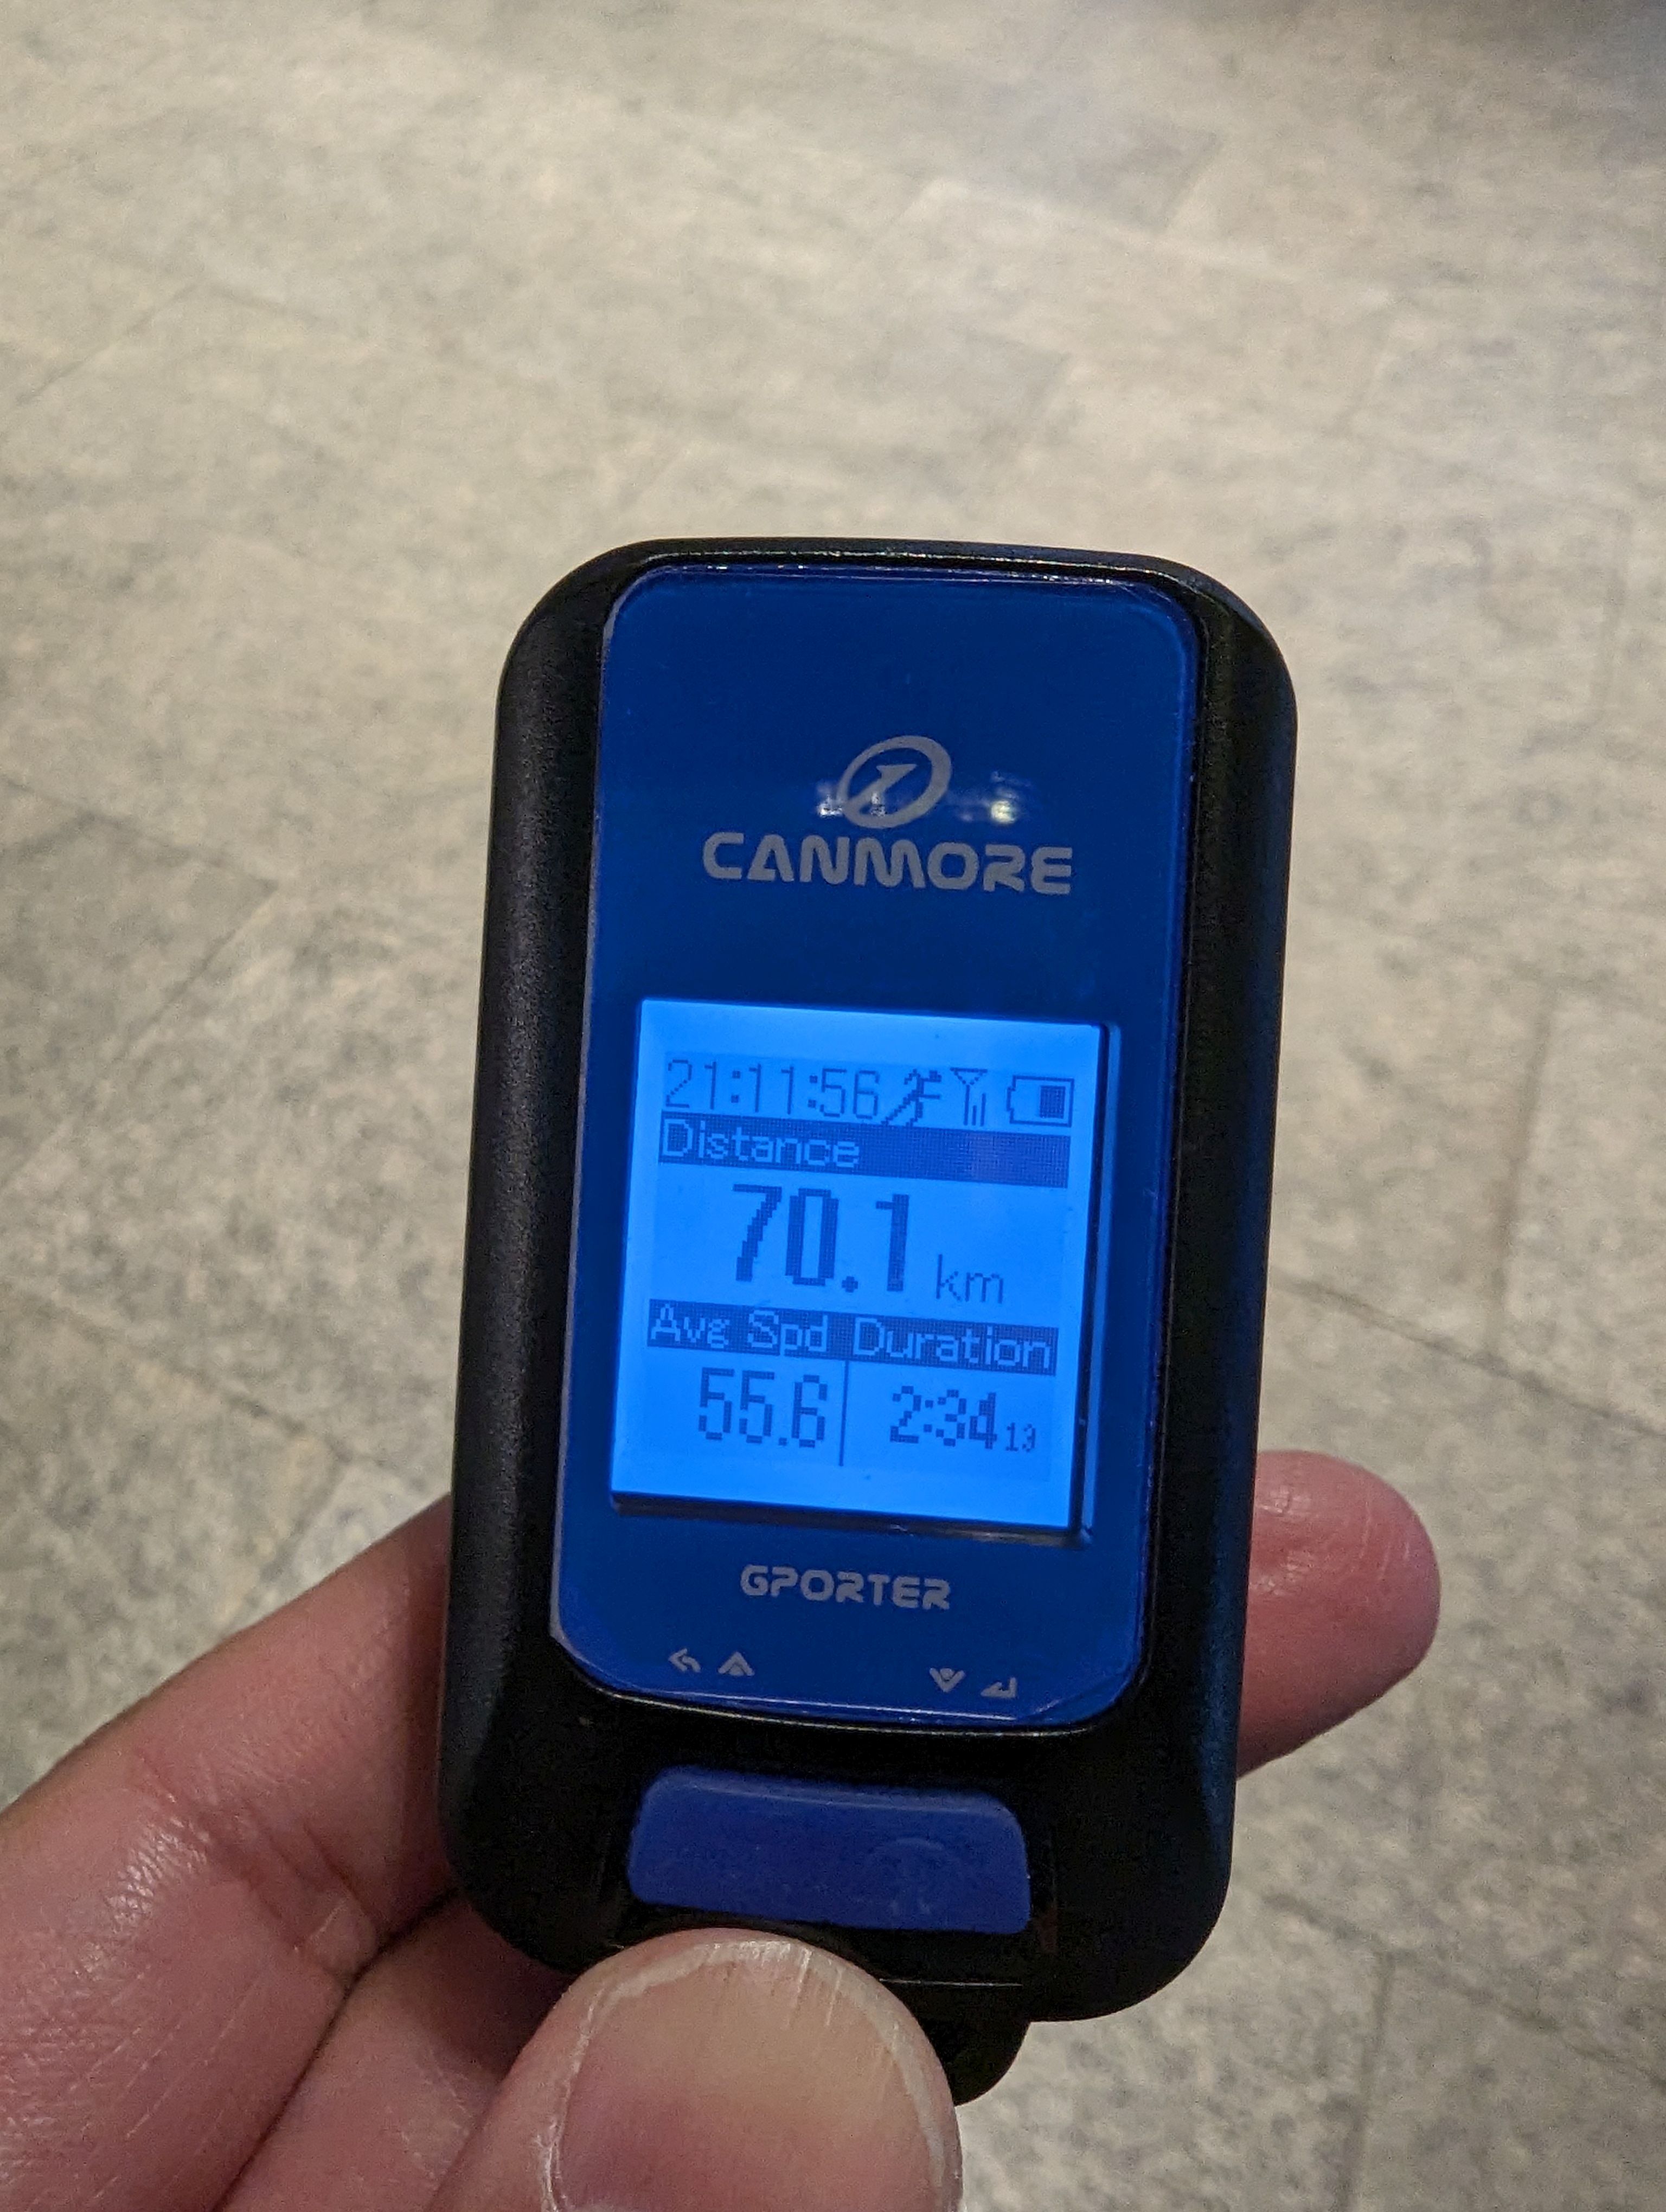 CANMORE
21:11:56
Distance
70.1 km
Avg Spd Duration
55.6 2:34 13
GPORTER